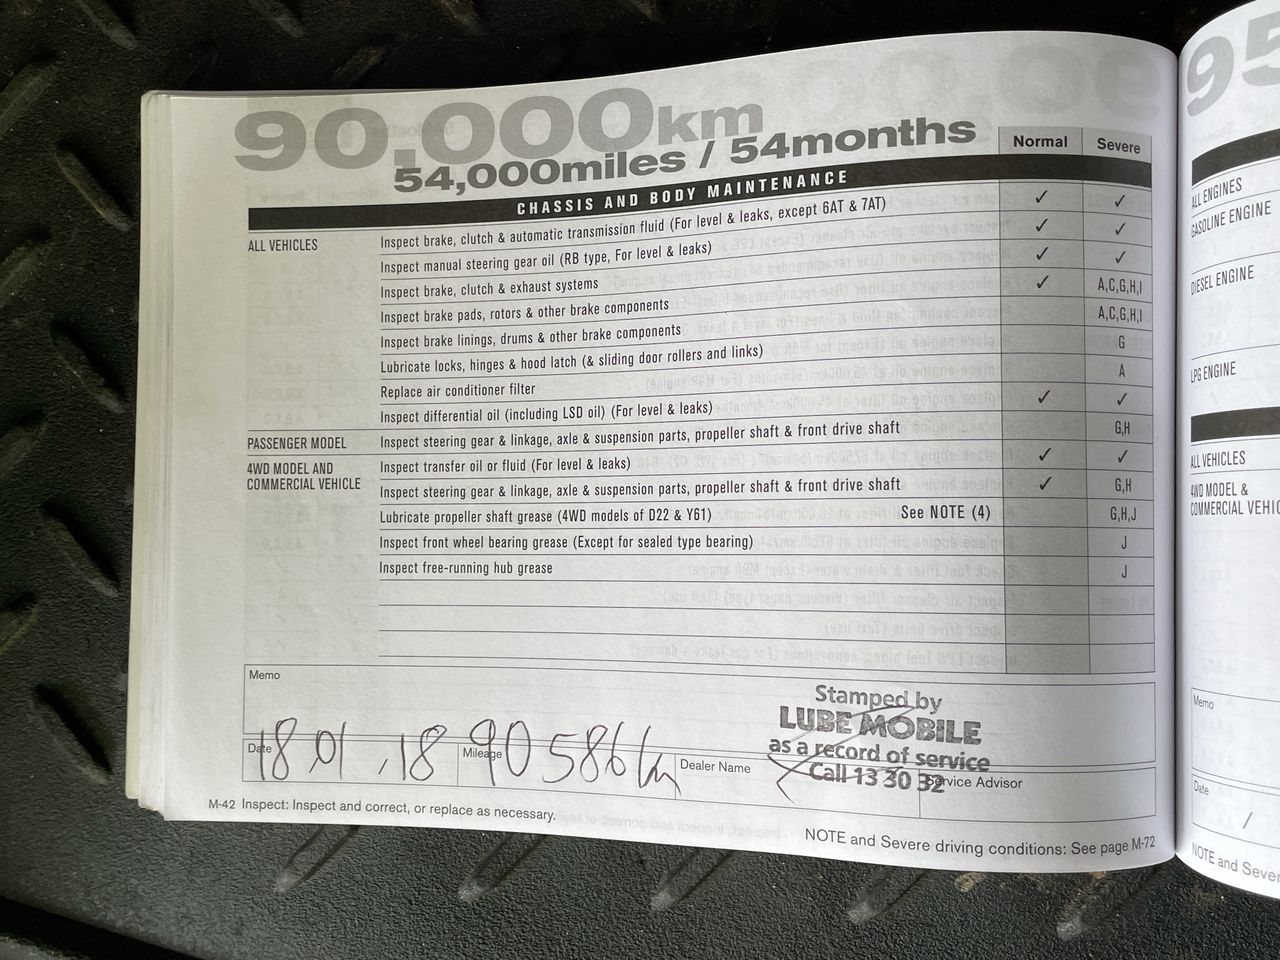 90,000km
54,000miles / 54months
Normal Severe
CHASSIS AND BODY MAINTENANCE
ALL VEHICLES Inspect brake, clutch & automatic transmission fluid (For level & leaks, except 6AT & 7AT) ✓ ✓
Inspect manual steering gear oil (RB type, For level & leaks) ✓ ✓
Inspect brake, clutch & exhaust systems ✓ ✓
Inspect brake pads, rotors & other brake components ✓ A,C,G,H,I
Inspect brake linings, drums & other brake components A,C,G,H,I
Lubricate locks, hinges & hood latch (& sliding door rollers and links) G
Replace air conditioner filter A
Inspect differential oil (including LSD oil) (For level & leaks) ✓ ✓
PASSENGER MODEL Inspect steering gear & linkage, axle & suspension parts, propeller shaft & front drive shaft G,H
4WD MODEL AND Inspect transfer oil or fluid (For level & leaks) ✓ ✓
COMMERCIAL VEHICLE Inspect steering gear & linkage, axle & suspension parts, propeller shaft & front drive shaft ✓ G,H
Lubricate propeller shaft grease (4WD models of D22 & Y61) See NOTE (4) G,H,J
Inspect front wheel bearing grease (Except for sealed type bearing) J
Inspect free-running hub grease J
Memo
Stamped by
LUBE MOBILE
as a record of service
Call 13 30 32
Date 18.01.18 Mileage 90586km Dealer Name Service Advisor
M-42 Inspect: Inspect and correct, or replace as necessary.
NOTE and Severe driving conditions: See page M-72
95
ALL ENGINES
GASOLINE ENGINE
DIESEL ENGINE
LPG ENGINE
ALL VEHICLES
4WD MODEL &
COMMERCIAL VEHIC
Memo
Date
/
NOTE and Sever